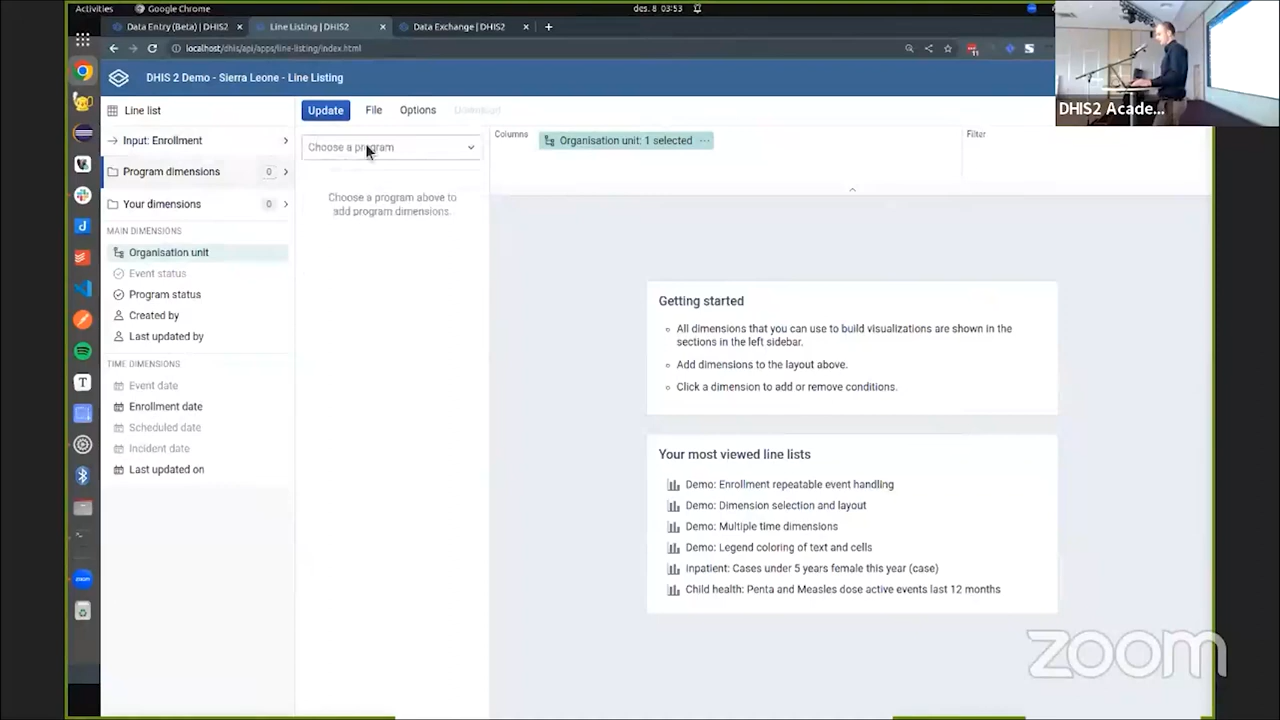 Activities
Google Chrome
des. 8 03:53
Data Entry (Beta) | DHIS2
Line Listing | DHIS2
Data Exchange | DHIS2
localhost/dhis/api/apps/line-listing/index.html
11
DHIS 2 Demo - Sierra Leone - Line Listing
DHIS2 Acade...
Line list
Update
File
Options
Download
Input: Enrollment
Choose a program
Columns
Organisation unit: 1 selected
Filter
Program dimensions
0
Your dimensions
0
Choose a program above to
add program dimensions.
MAIN DIMENSIONS
Organisation unit
Event status
Program status
Created by
Last updated by
TIME DIMENSIONS
Event date
Enrollment date
Scheduled date
Incident date
Last updated on
Getting started
All dimensions that you can use to build visualizations are shown in the
sections in the left sidebar.
Add dimensions to the layout above.
Click a dimension to add or remove conditions.
Your most viewed line lists
Demo: Enrollment repeatable event handling
Demo: Dimension selection and layout
Demo: Multiple time dimensions
Demo: Legend coloring of text and cells
Inpatient: Cases under 5 years female this year (case)
Child health: Penta and Measles dose active events last 12 months
zoom
zoom